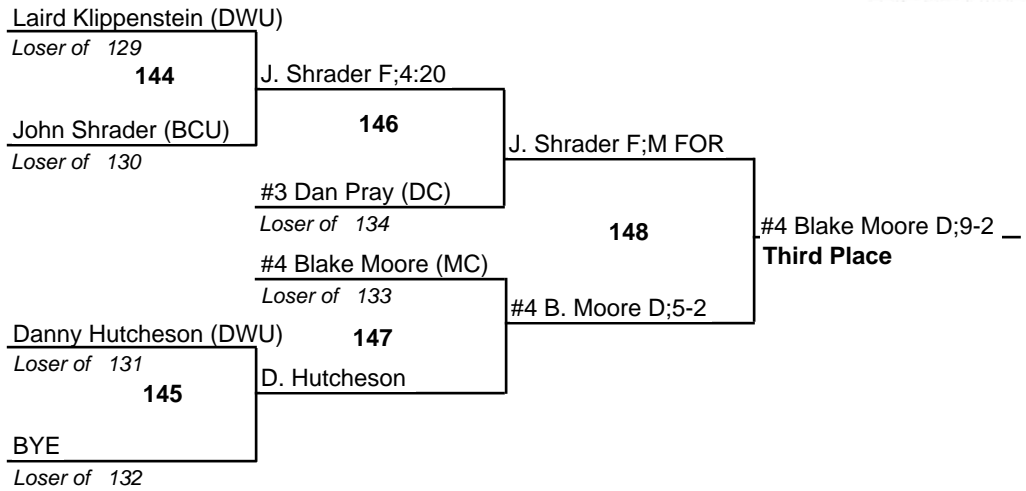 Laird Klippenstein (DWU)
Loser of 129
144
J. Shrader F;4:20
John Shrader (BCU)
Loser of 130
146
J. Shrader F;M FOR
#3 Dan Pray (DC)
Loser of 134
148
#4 Blake Moore D;9-2
Third Place
#4 Blake Moore (MC)
Loser of 133
#4 B. Moore D;5-2
Danny Hutcheson (DWU)
147
Loser of 131
D. Hutcheson
145
BYE
Loser of 132